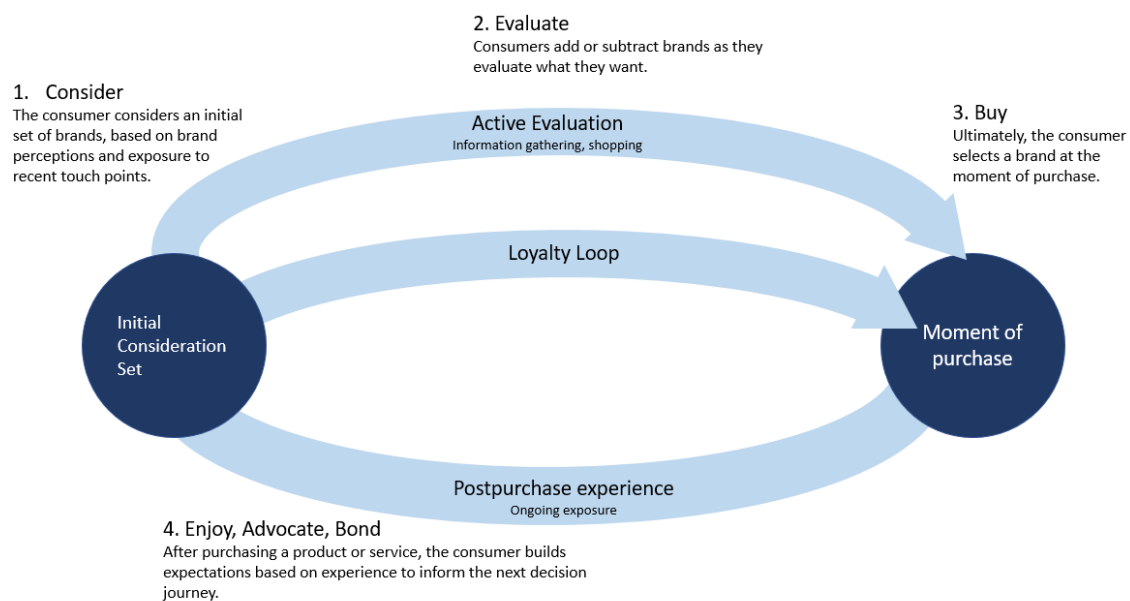 1. Consider
The consumer considers an initial
set of brands, based on brand
perceptions and exposure to
recent touch points.
2. Evaluate
Consumers add or subtract brands as they
evaluate what they want.
3. Buy
Ultimately, the consumer
selects a brand at the
moment of purchase.
Active Evaluation
Information gathering, shopping
Loyalty Loop
Initial
Consideration
Set
Moment of
purchase
Postpurchase experience
Ongoing exposure
4. Enjoy, Advocate, Bond
After purchasing a product or service, the consumer builds
expectations based on experience to inform the next decision
journey.